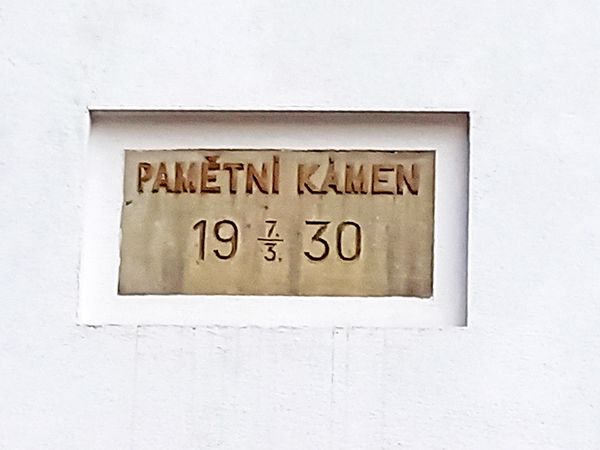 PAMĚTNÍ KÁMEN
19 7./3. 30